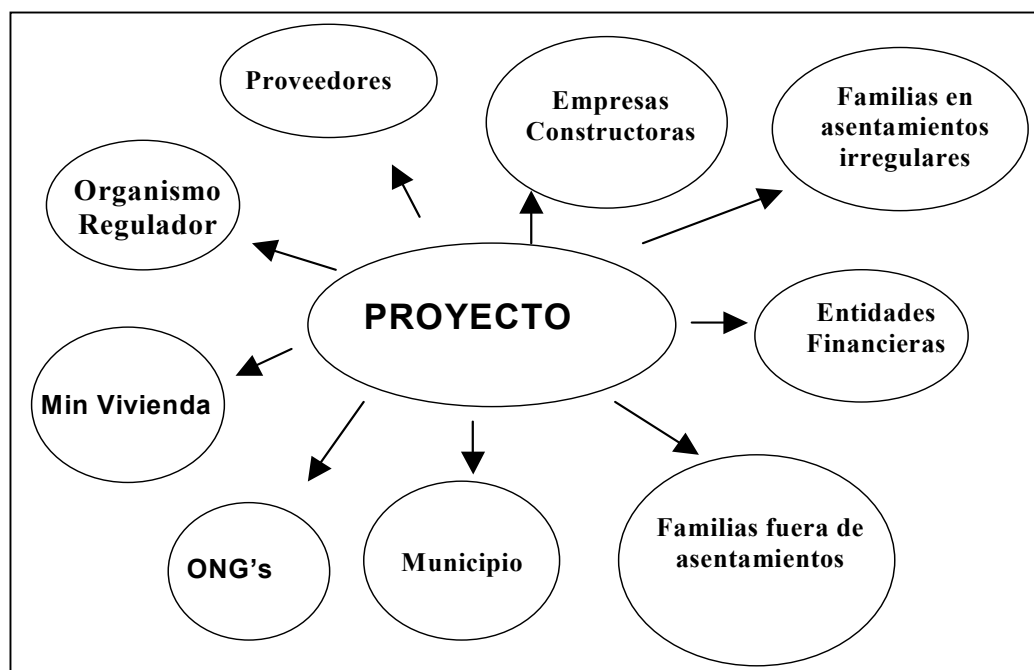 Proveedores
Empresas
Constructoras
Familias en
asentamientos
irregulares
Organismo
Regulador
PROYECTO
Entidades
Financieras
Min Vivienda
ONG’s
Municipio
Familias fuera de
asentamientos